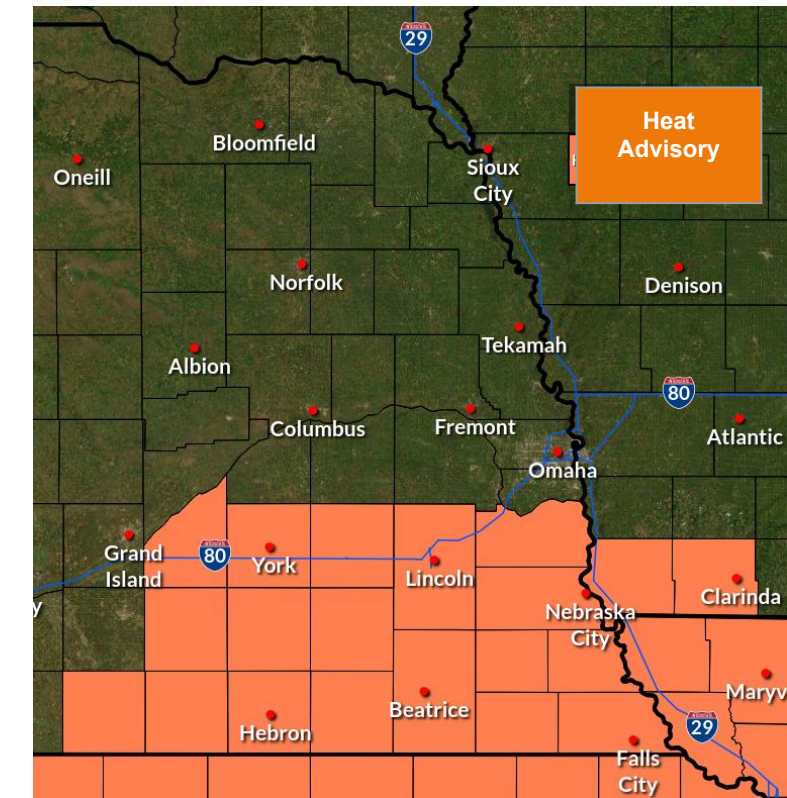 29
Heat
Advisory
Bloomfield
Oneill
Sioux
City
Norfolk
Denison
Tekamah
Albion
80
Columbus
Fremont
Atlantic
Omaha
Grand
Island
80
York
Lincoln
Clarinda
y
Nebraska
City
Maryv
Beatrice
Hebron
29
Falls
City